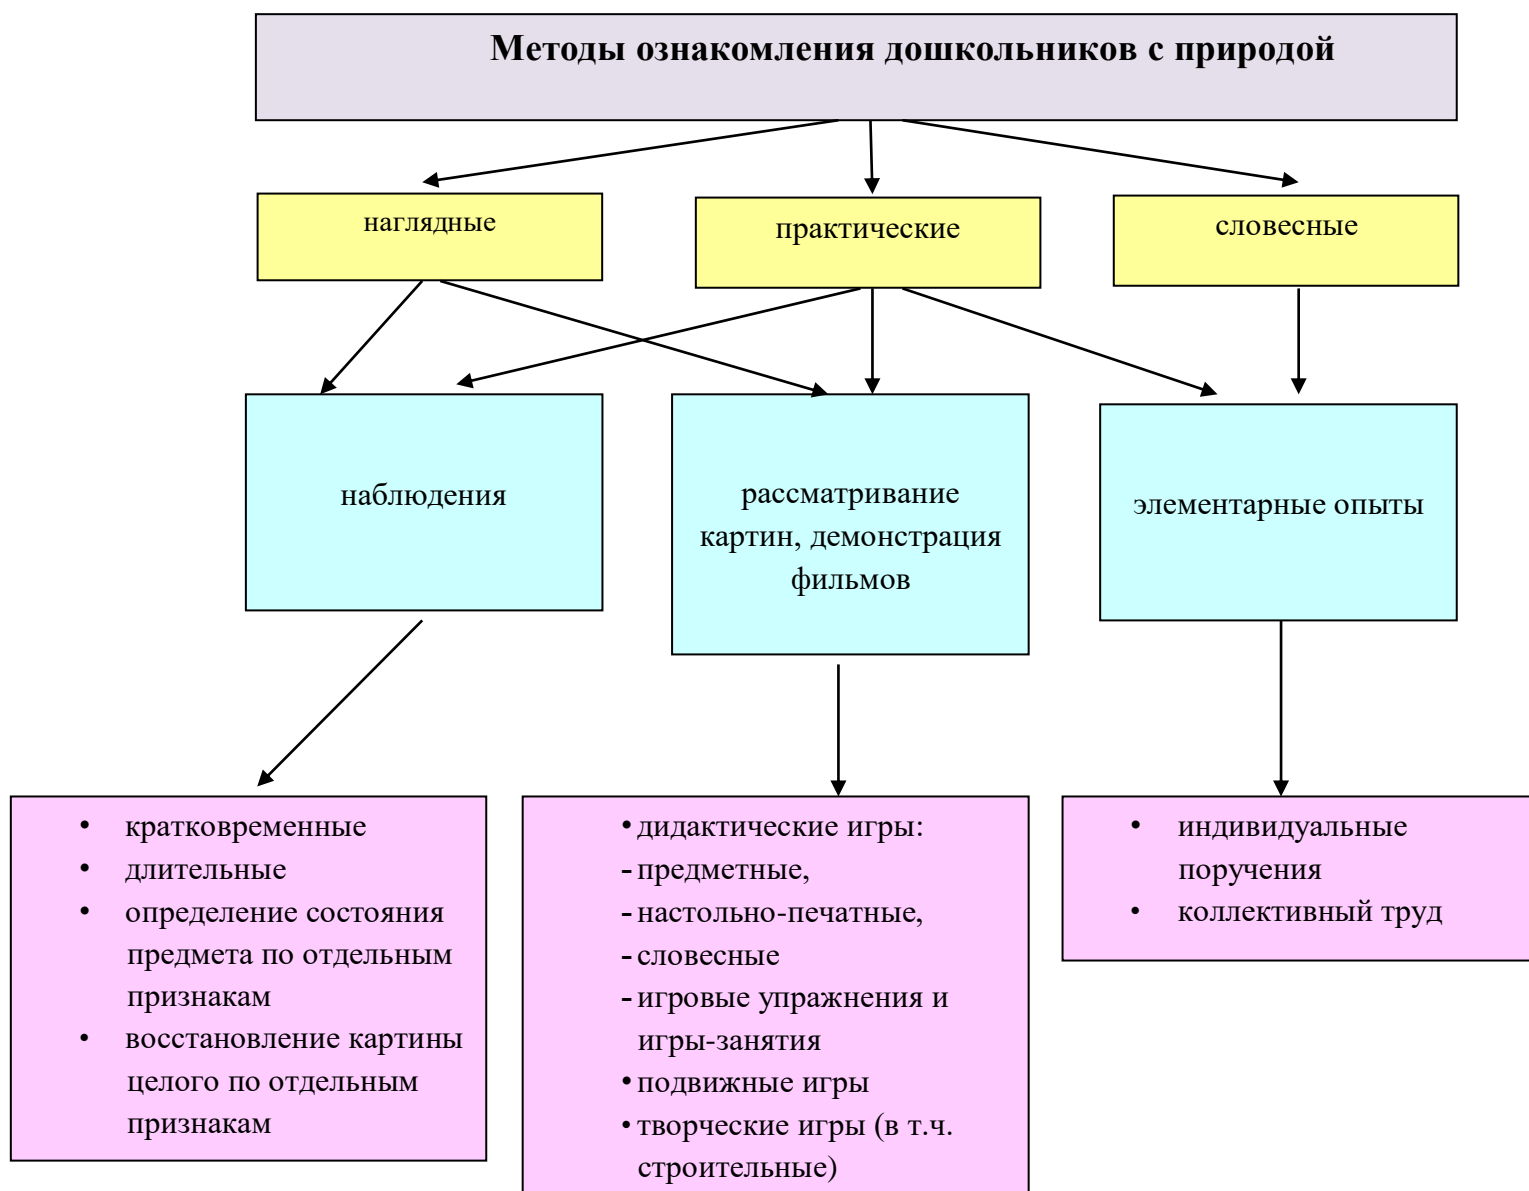 Методы ознакомления дошкольников с природой
наглядные
практические
словесные
наблюдения
рассматривание
картин, демонстрация
фильмов
элементарные опыты
• кратковременные
• длительные
• определение состояния
предмета по отдельным
признакам
• восстановление картины
целого по отдельным
признакам
• дидактические игры:
- предметные,
- настольно-печатные,
- словесные
- игровые упражнения и
игры-занятия
• подвижные игры
• творческие игры (в т.ч.
строительные)
• индивидуальные
поручения
• коллективный труд